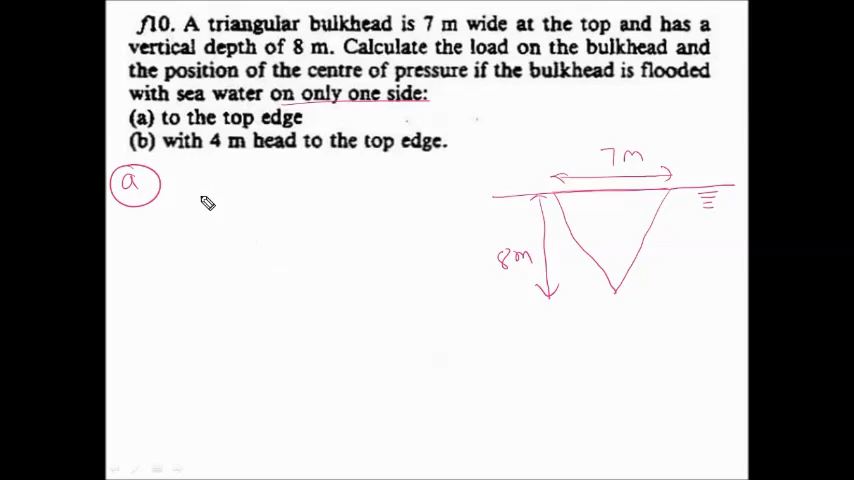 f10. A triangular bulkhead is 7 m wide at the top and has a
vertical depth of 8 m. Calculate the load on the bulkhead and
the position of the centre of pressure if the bulkhead is flooded
with sea water on only one side:
(a) to the top edge
(b) with 4 m head to the top edge.
a
7m
8m